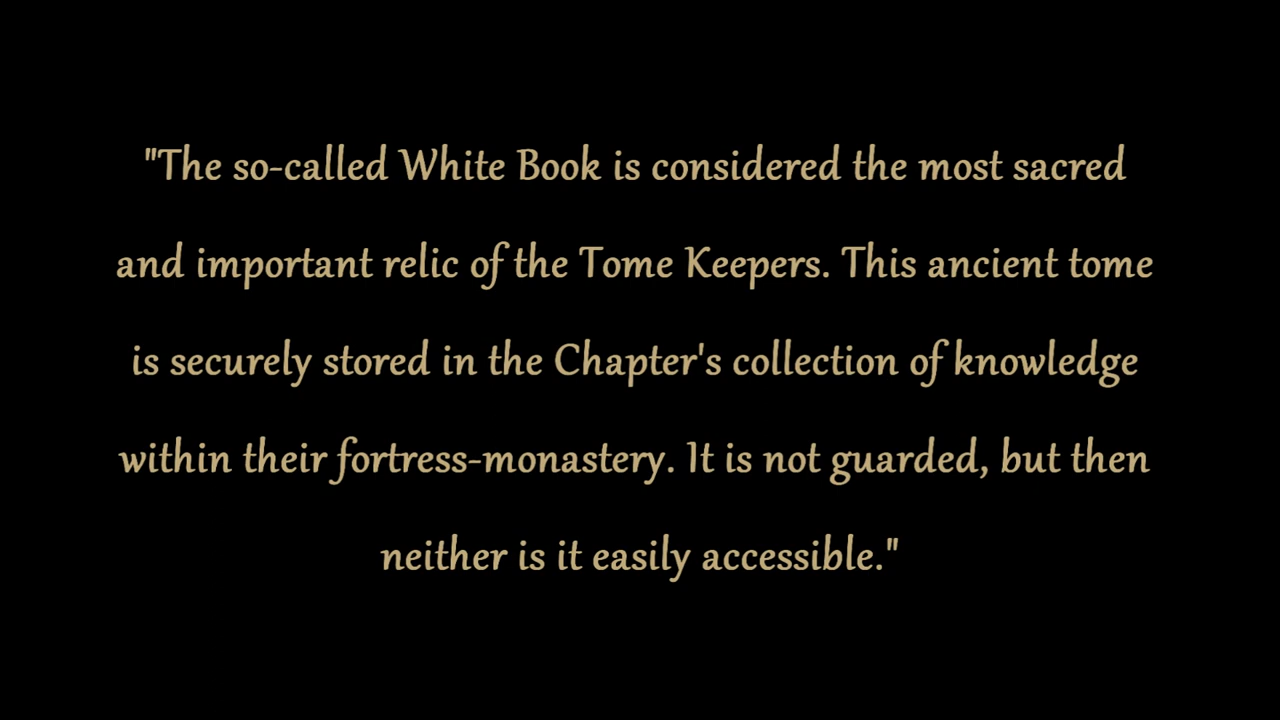 "The so-called White Book is considered the most sacred
and important relic of the Tome Keepers. This ancient tome
is securely stored in the Chapter's collection of knowledge
within their fortress-monastery. It is not guarded, but then
neither is it easily accessible."